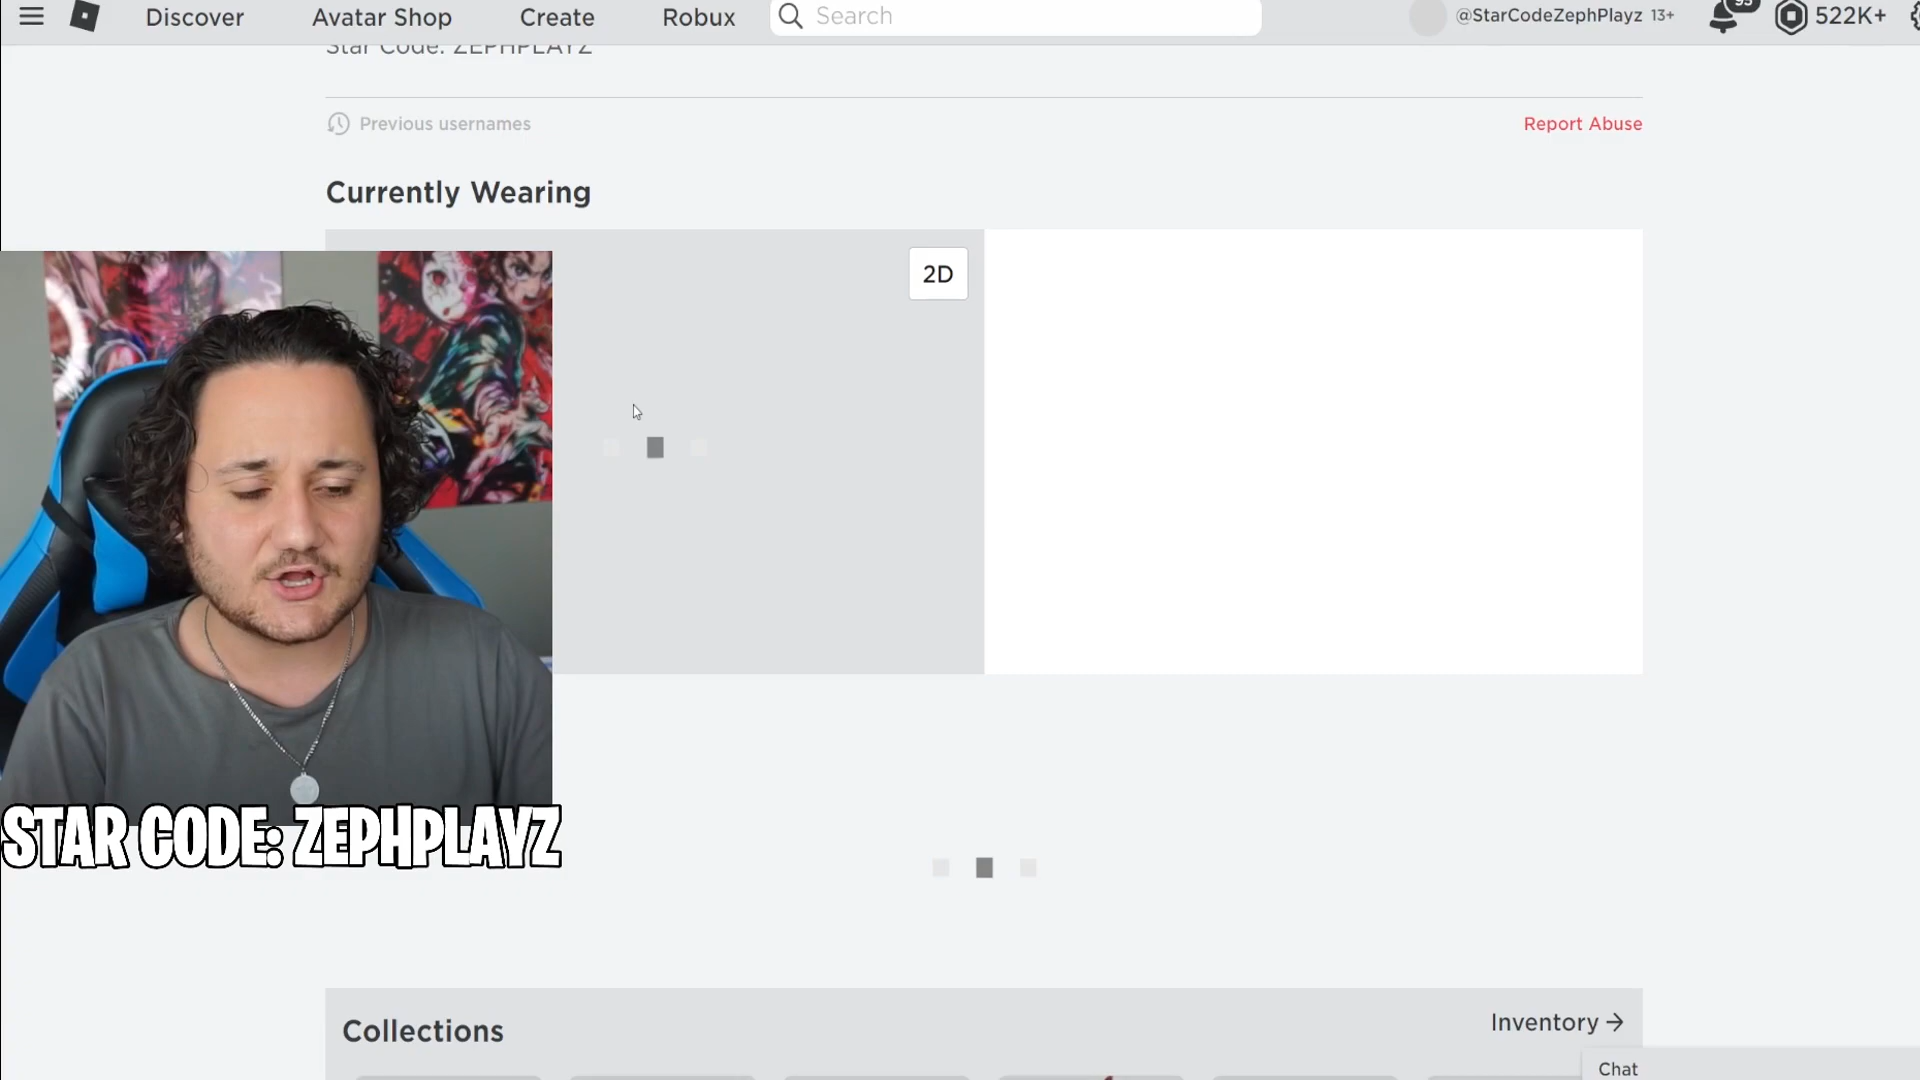 Discover
Avatar Shop
Create
Robux
Search
@StarCodeZephPlayz 13+
95
522K+
Star Code: ZEPHPLAYZ
Previous usernames
Report Abuse
Currently Wearing
2D
STAR CODE: ZEPHPLAYZ
Collections
Inventory →
Chat